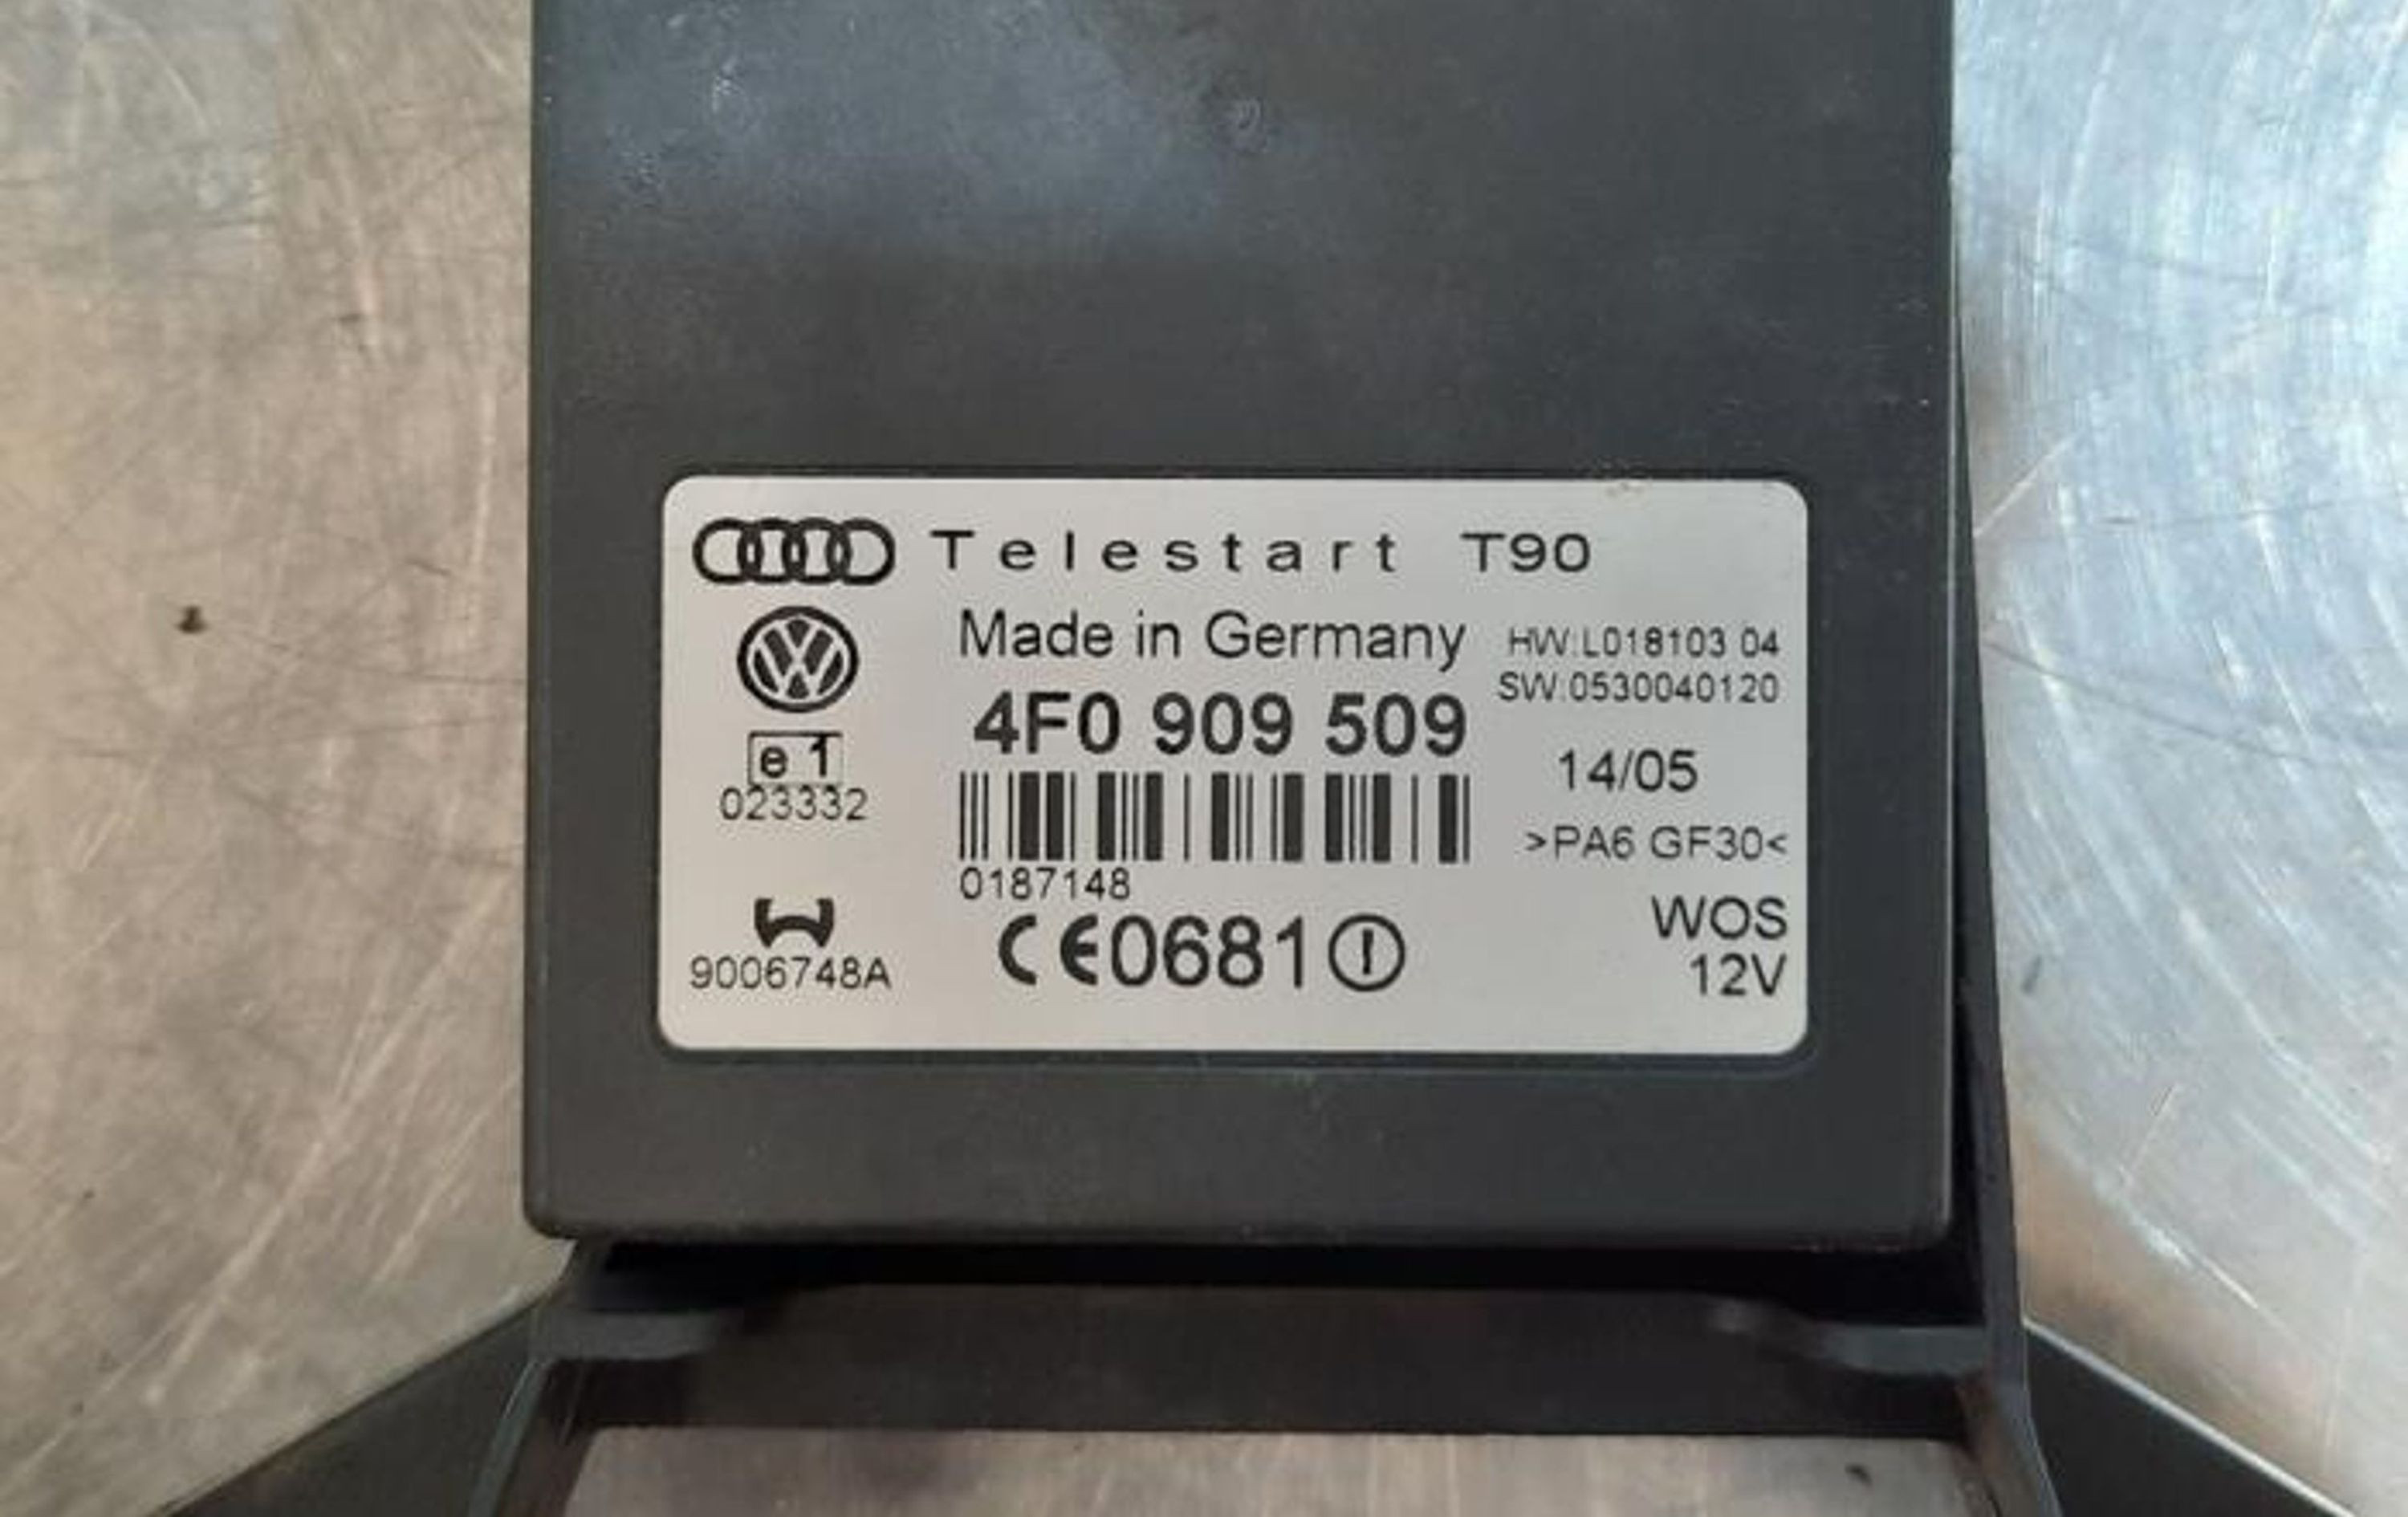 Telestart T90
Made in Germany
HW:L018103 04
SW:0530040120
4F0 909 509
e1
023332
14/05
>PA6 GF30<
0187148
CE0681
9006748A
WOS
12V